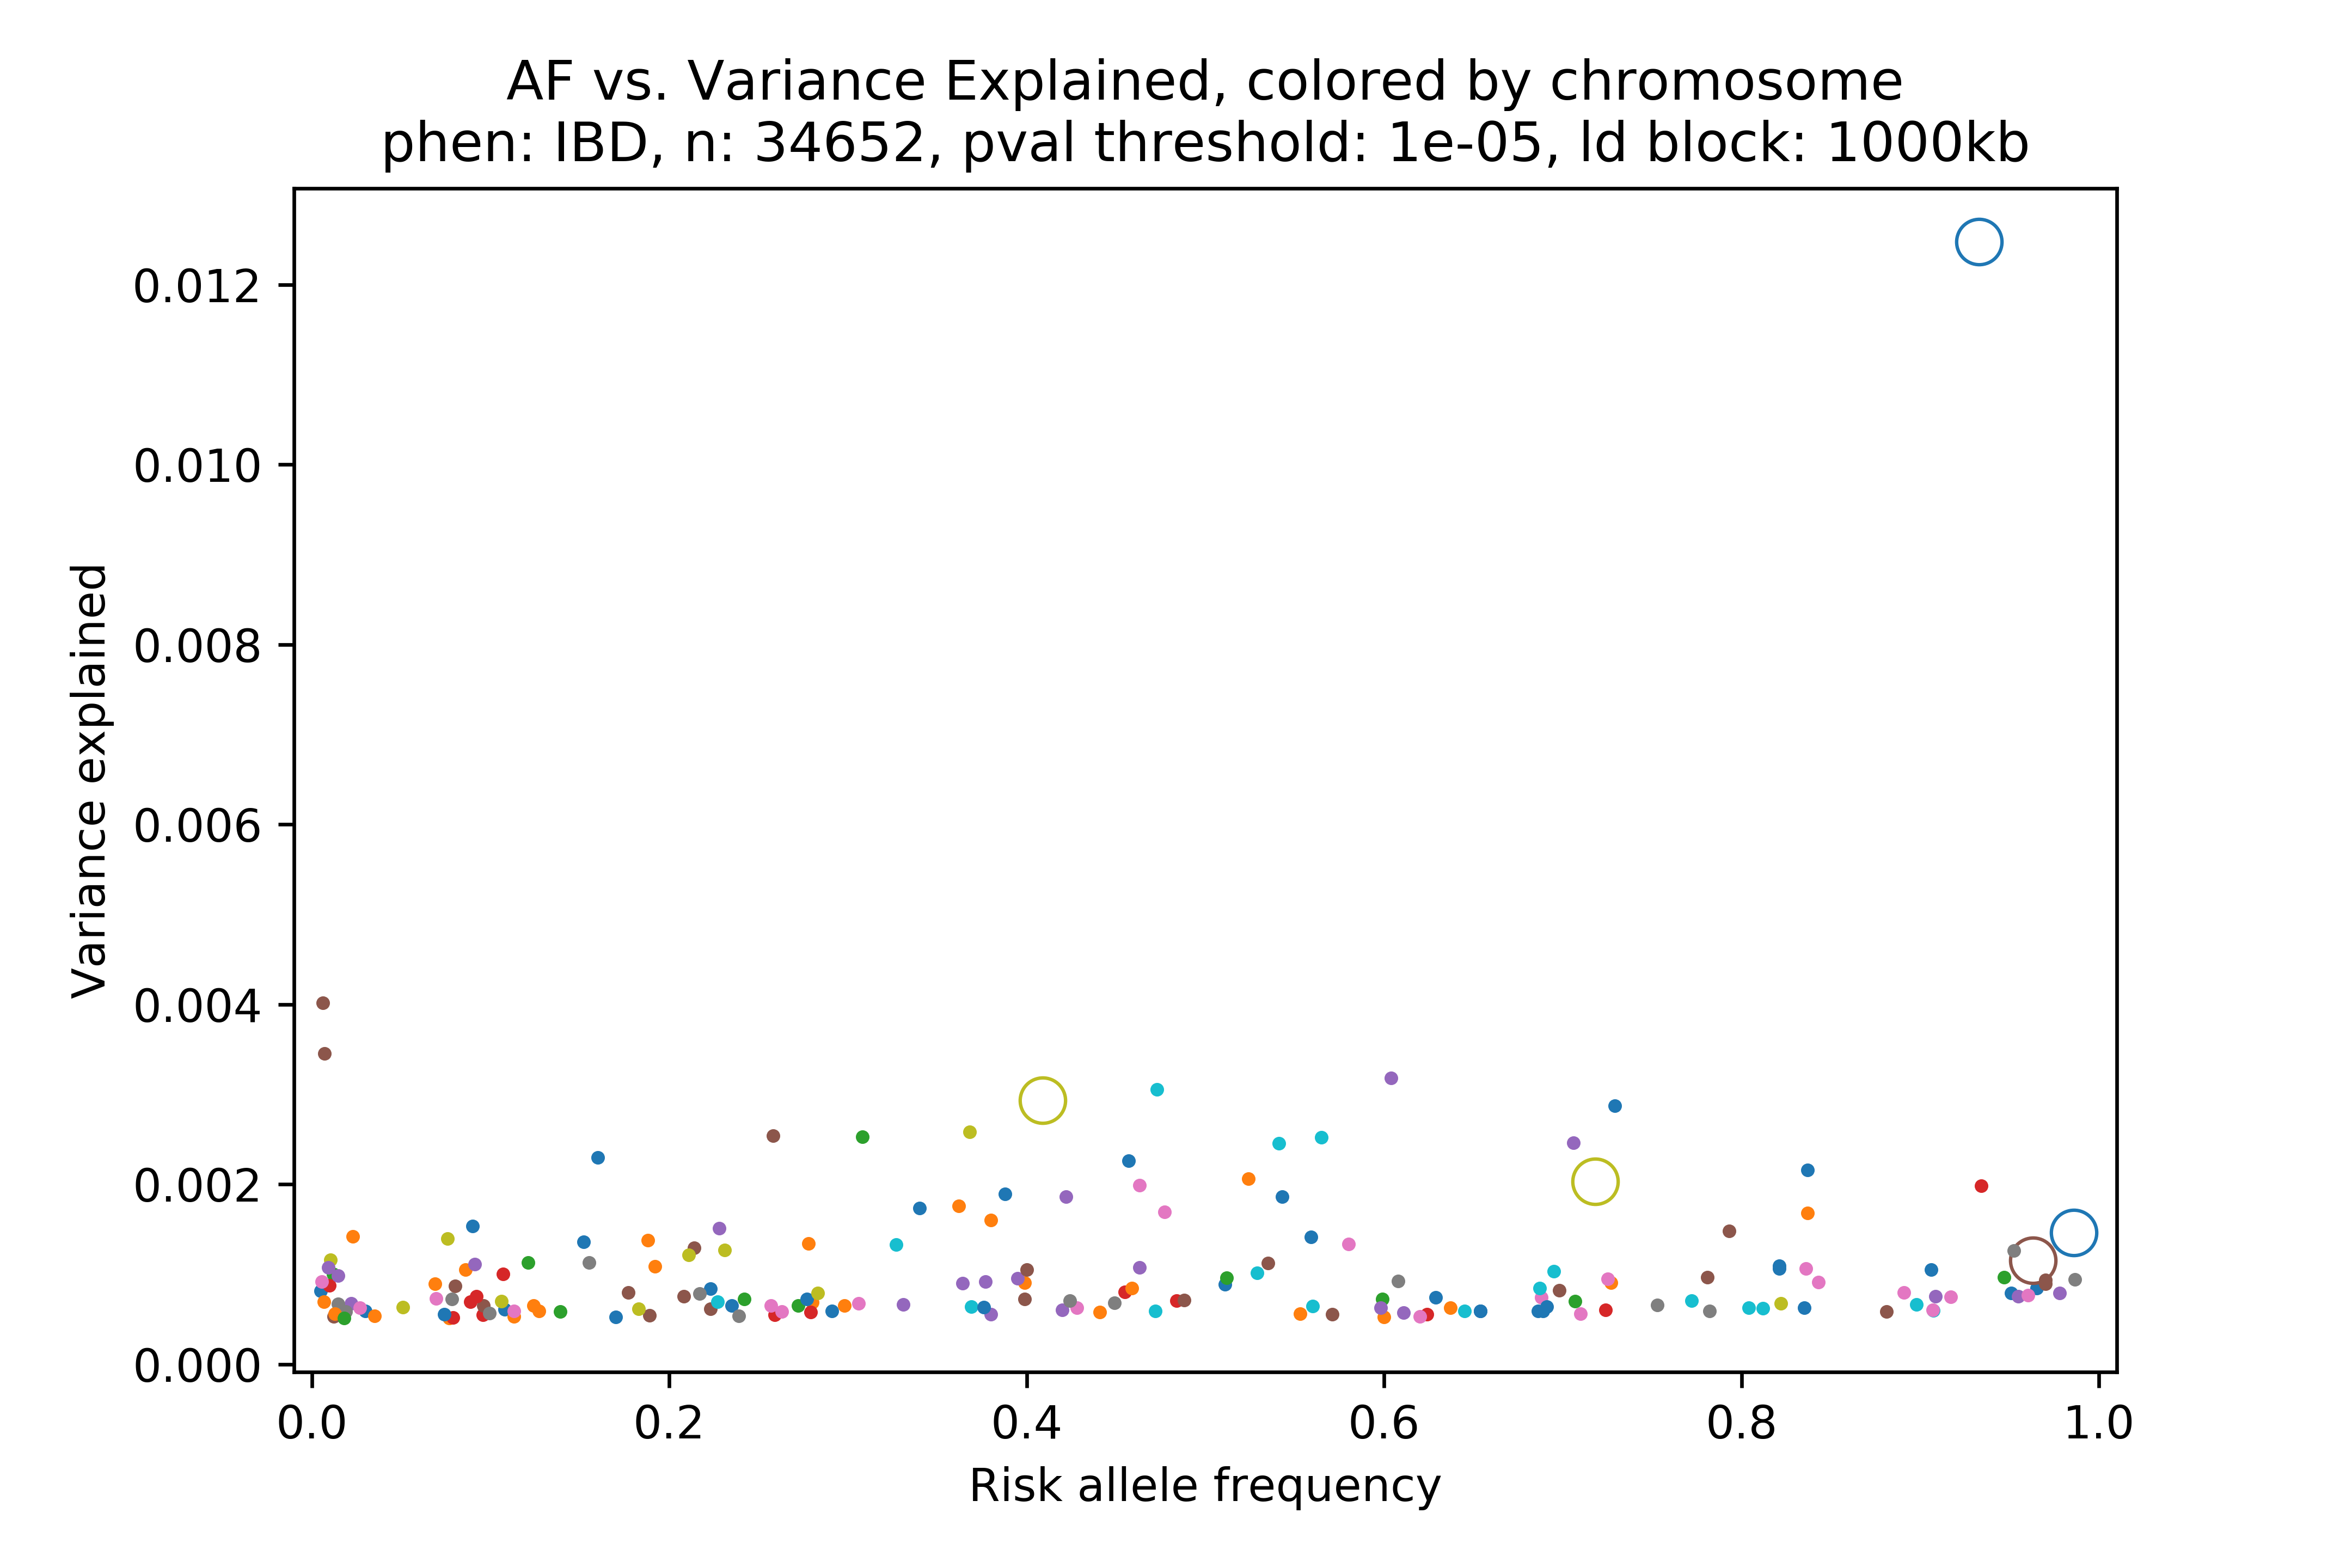 AF vs. Variance Explained, colored by chromosome
phen: IBD, n: 34652, pval threshold: 1e-05, ld block: 1000kb
0.012
0.010
0.008
0.006
0.004
0.002
0.000
Variance explained
0.0 0.2 0.4 0.6 0.8 1.0
Risk allele frequency